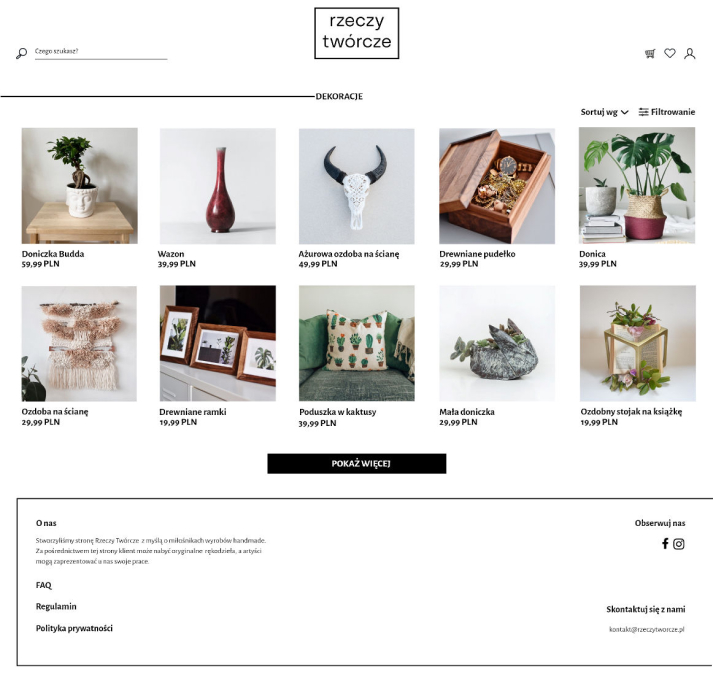 rzeczy
twórcze
Czego szukasz?
DEKORACJE
Sortuj wg
Filtrowanie
Doniczka Budda
59,99 PLN
Wazon
39,99 PLN
Ażurowa ozdoba na ścianę
49,99 PLN
Drewniane pudełko
29,99 PLN
Donica
39,99 PLN
Ozdoba na ścianę
29,99 PLN
Drewniane ramki
19,99 PLN
Poduszka w kaktusy
39,99 PLN
Mała doniczka
29,99 PLN
Ozdobny stojak na książkę
19,99 PLN
POKAŻ WIĘCEJ
O nas
Stworzyliśmy stronę Rzeczy Twórcze z myślą o miłośnikach wyrobów handmade.
Za pośrednictwem tej strony klient może nabyć oryginalne rękodzieła, a artyści
mogą zaprezentować u nas swoje prace.
FAQ
Regulamin
Polityka prywatności
Obserwuj nas
Skontaktuj się z nami
kontakt@rzeczytworcze.pl